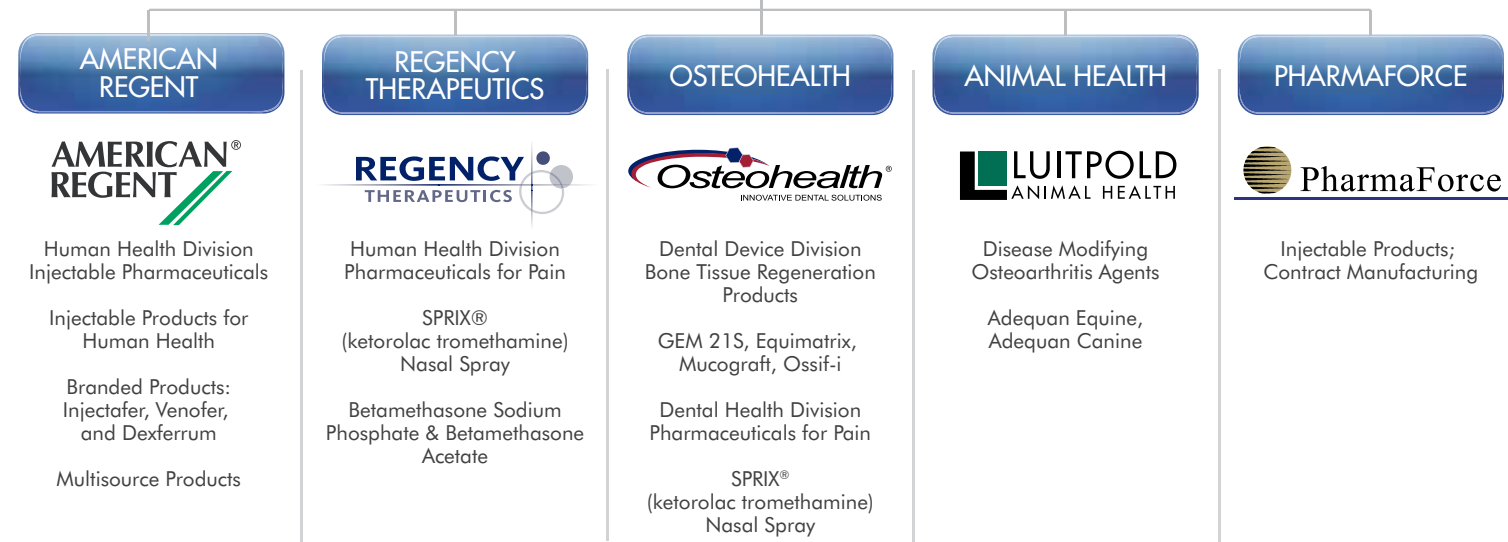 AMERICAN
REGENT
AMERICAN®
REGENT
Human Health Division
Injectable Pharmaceuticals
Injectable Products for
Human Health
Branded Products:
Injectafer, Venofer,
and Dexferrum
Multisource Products
REGENCY
THERAPEUTICS
REGENCY
THERAPEUTICS
Human Health Division
Pharmaceuticals for Pain
SPRIX®
(ketorolac tromethamine)
Nasal Spray
Betamethasone Sodium
Phosphate & Betamethasone
Acetate
OSTEOHEALTH
Osteohealth®
INNOVATIVE DENTAL SOLUTIONS
Dental Device Division
Bone Tissue Regeneration
Products
GEM 21S, Equimatrix,
Mucograft, Ossif-i
Dental Health Division
Pharmaceuticals for Pain
SPRIX®
(ketorolac tromethamine)
Nasal Spray
ANIMAL HEALTH
LUITPOLD
ANIMAL HEALTH
Disease Modifying
Osteoarthritis Agents
Adequan Equine,
Adequan Canine
PHARMAFORCE
PharmaForce
Injectable Products;
Contract Manufacturing